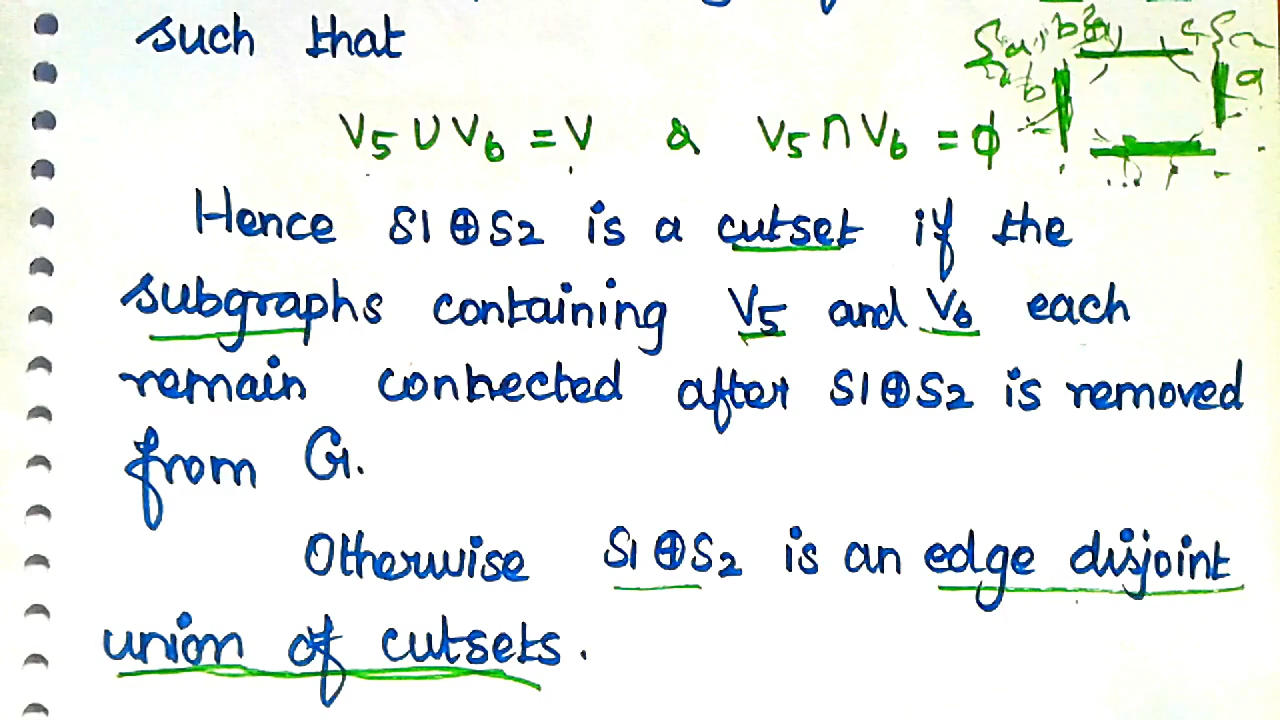 such that
V5 ∪ V6 = V & V5 ∩ V6 = ϕ
Hence S1 ⊕ S2 is a cutset if the
subgraphs containing V5 and V6 each
remain connected after S1 ⊕ S2 is removed
from G.
Otherwise S1 ⊕ S2 is an edge disjoint
union of cutsets.